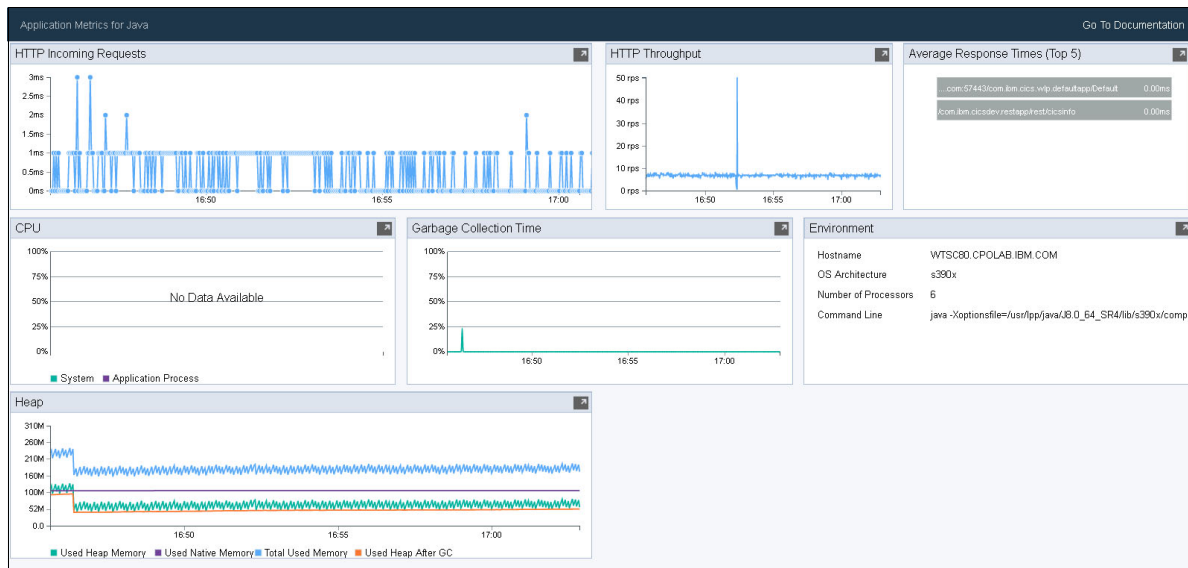 Application Metrics for Java
Go To Documentation
HTTP Incoming Requests
3ms
2.5ms
2ms
1.5ms
1ms
0.5ms
0ms
16:50
16:55
17:00
HTTP Throughput
50 rps
40 rps
30 rps
20 rps
10 rps
0 rps
16:50
16:55
17:00
Average Response Times (Top 5)
...com:57443/com.ibm.cics.wlp.defaultapp/Default 0.00ms
/com.ibm.cicsdev.restapp/rest/cicsinfo 0.00ms
CPU
100%
75%
50%
25%
0%
No Data Available
System Application Process
Garbage Collection Time
100%
75%
50%
25%
0%
16:50
16:55
17:00
Environment
Hostname WTSC80.CPOLAB.IBM.COM
OS Architecture s390x
Number of Processors 6
Command Line java -Xoptionsfile=/usr/lpp/java/J8.0_64_SR4/lib/s390x/comp
Heap
310M
260M
210M
160M
100M
52M
0.0
16:50
16:55
17:00
Used Heap Memory Used Native Memory Total Used Memory Used Heap After GC